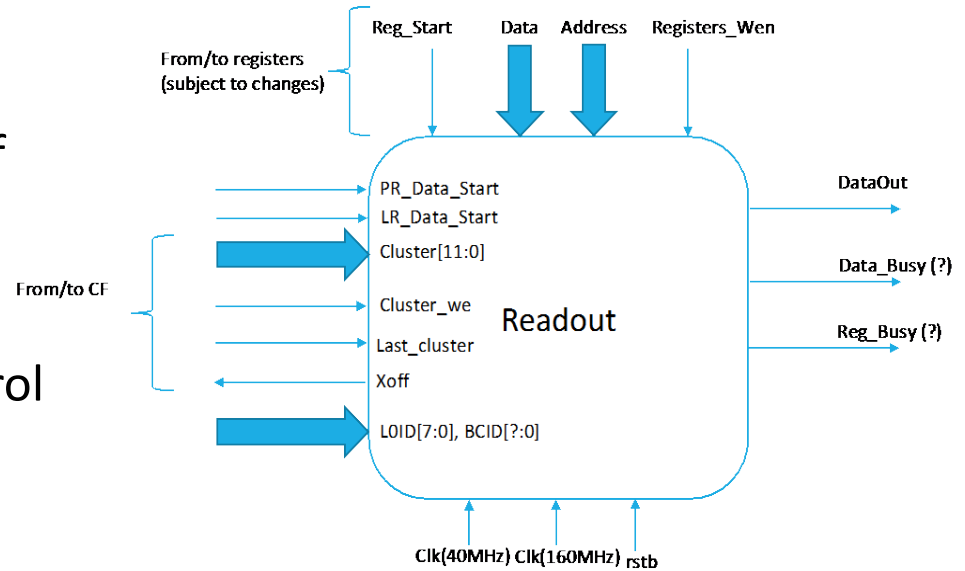 Reg_Start Data Address Registers_Wen
From/to registers
(subject to changes)
f
PR_Data_Start
LR_Data_Start
Cluster[11:0]
From/to CF
Cluster_we
Last_cluster
Xoff
rol
L0ID[7:0], BCID[?:0]
Readout
DataOut
Data_Busy (?)
Reg_Busy (?)
Clk(40MHz) Clk(160MHz) rstb